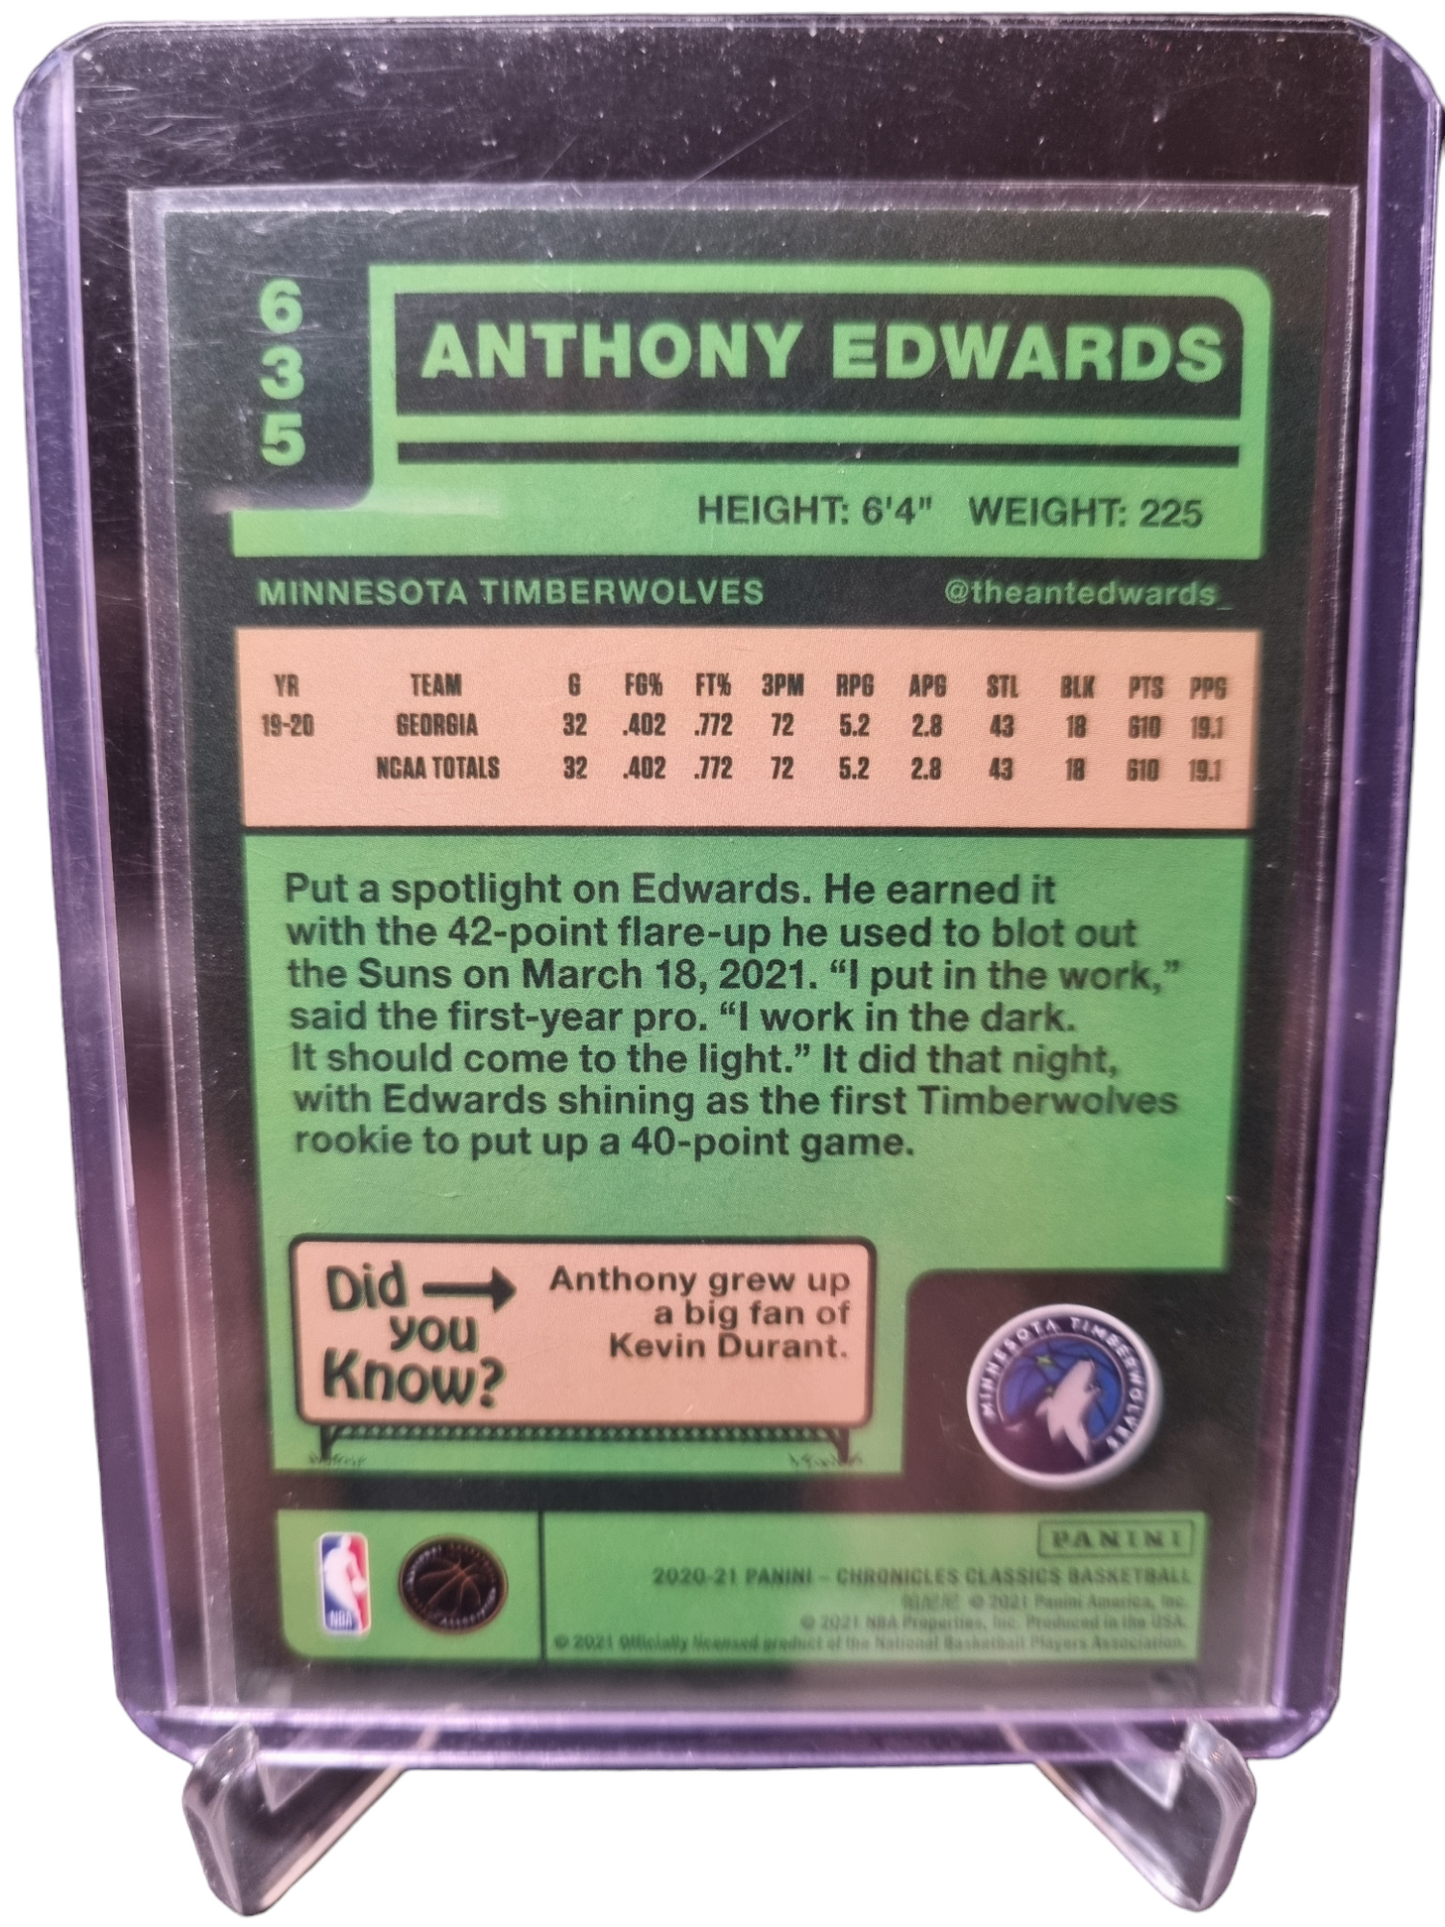 635
ANTHONY EDWARDS
HEIGHT: 6'4" WEIGHT: 225
MINNESOTA TIMBERWOLVES @theantedwards_
YR TEAM G FG% FT% 3PM RPG APG STL BLK PTS PPG
19-20 GEORGIA 32 .402 .772 72 5.2 2.8 43 18 610 19.1
NCAA TOTALS 32 .402 .772 72 5.2 2.8 43 18 610 19.1
Put a spotlight on Edwards. He earned it
with the 42-point flare-up he used to blot out
the Suns on March 18, 2021. “I put in the work,”
said the first-year pro. “I work in the dark.
It should come to the light.” It did that night,
with Edwards shining as the first Timberwolves
rookie to put up a 40-point game.
Did
you
Know?
Anthony grew up
a big fan of
Kevin Durant.
MINNESOTA TIMBERWOLVES
NBA
PANINI
2020-21 PANINI – CHRONICLES CLASSICS BASKETBALL
© 2021 Panini America, Inc.
© 2021 NBA Properties, Inc. Produced in the USA.
© 2021 Officially licensed product of the National Basketball Players Association.